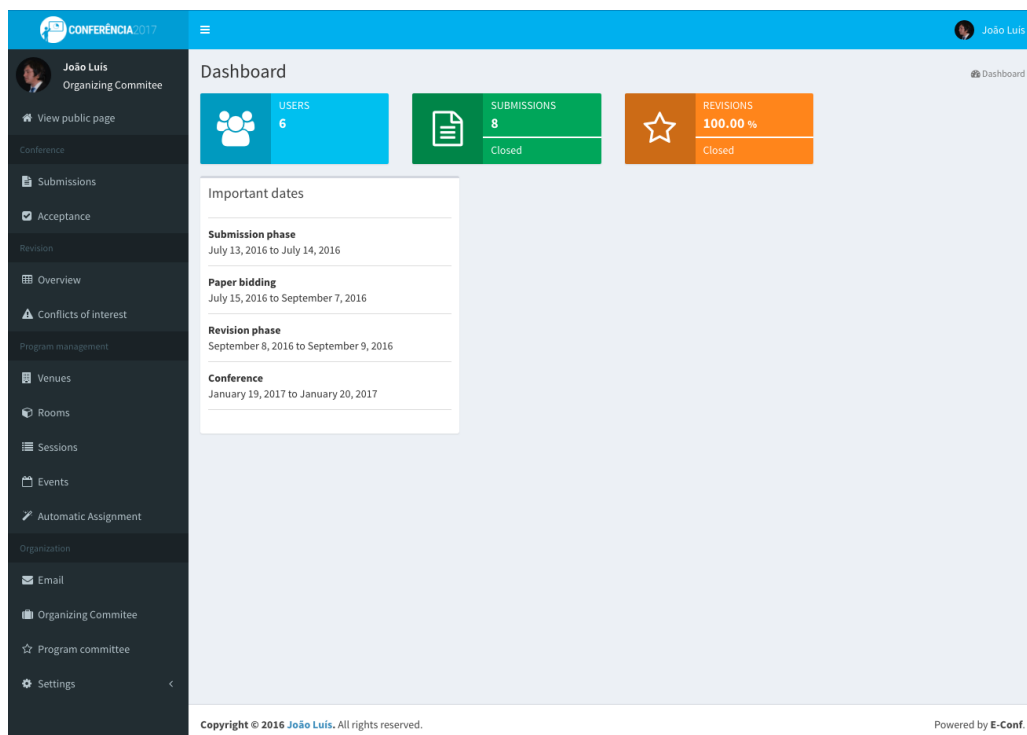 CONFERÊNCIA2017
João Luis
João Luis
Organizing Commitee
View public page
Conference
Submissions
Acceptance
Revision
Overview
Conflicts of interest
Program management
Venues
Rooms
Sessions
Events
Automatic Assignment
Organization
Email
Organizing Commitee
Program committee
Settings
Dashboard
Dashboard
USERS
6
SUBMISSIONS
8
Closed
REVISIONS
100.00 %
Closed
Important dates
Submission phase
July 13, 2016 to July 14, 2016
Paper bidding
July 15, 2016 to September 7, 2016
Revision phase
September 8, 2016 to September 9, 2016
Conference
January 19, 2017 to January 20, 2017
Copyright © 2016 João Luís. All rights reserved.
Powered by E-Conf.